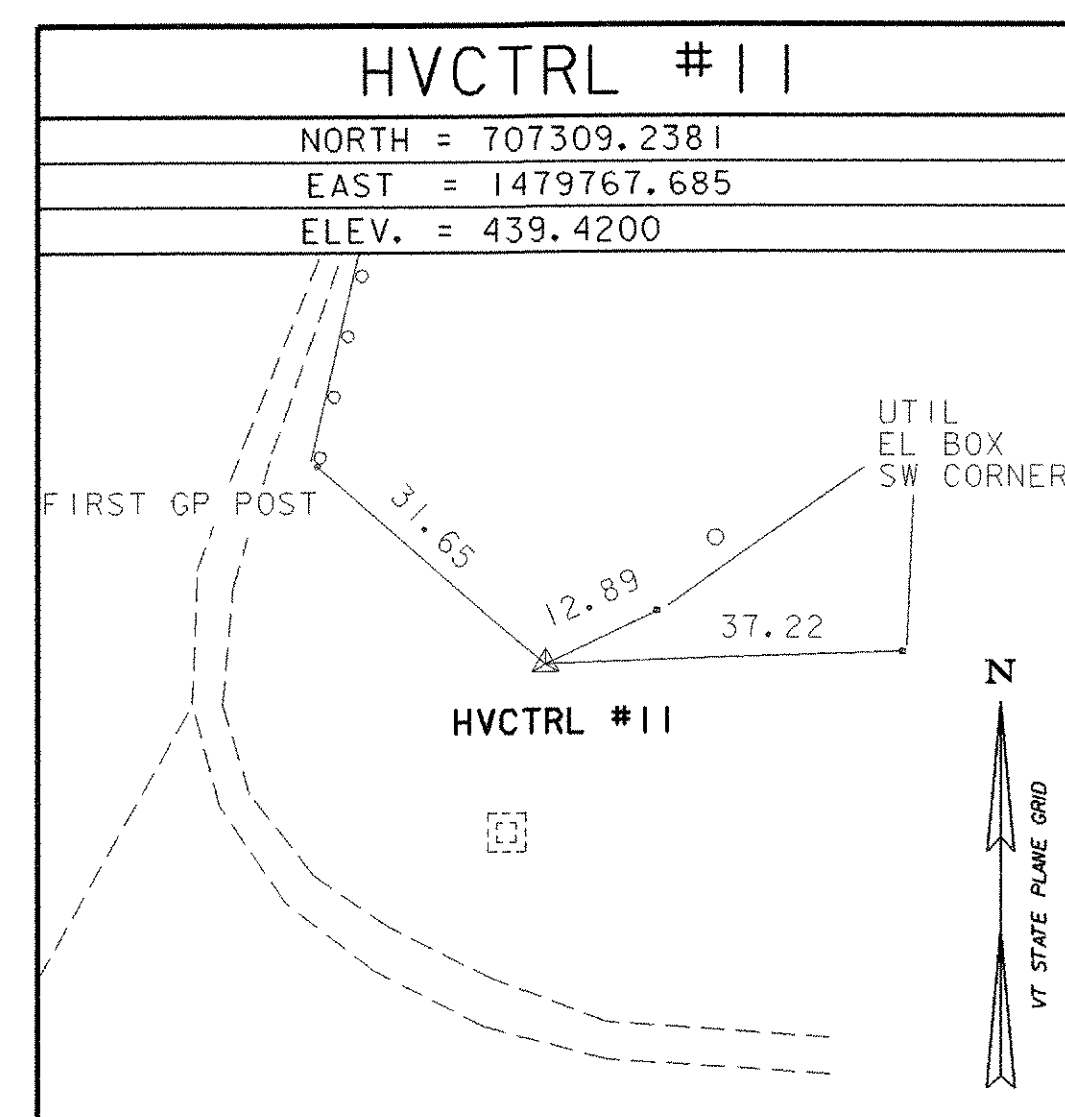 HVCTRL #11
NORTH = 707309.2381
EAST = 1479767.685
ELEV. = 439.4200
UTIL
EL BOX
SW CORNER
FIRST GP POST
31.65
12.89
37.22
HVCTRL #11
N
VT STATE PLANE GRID